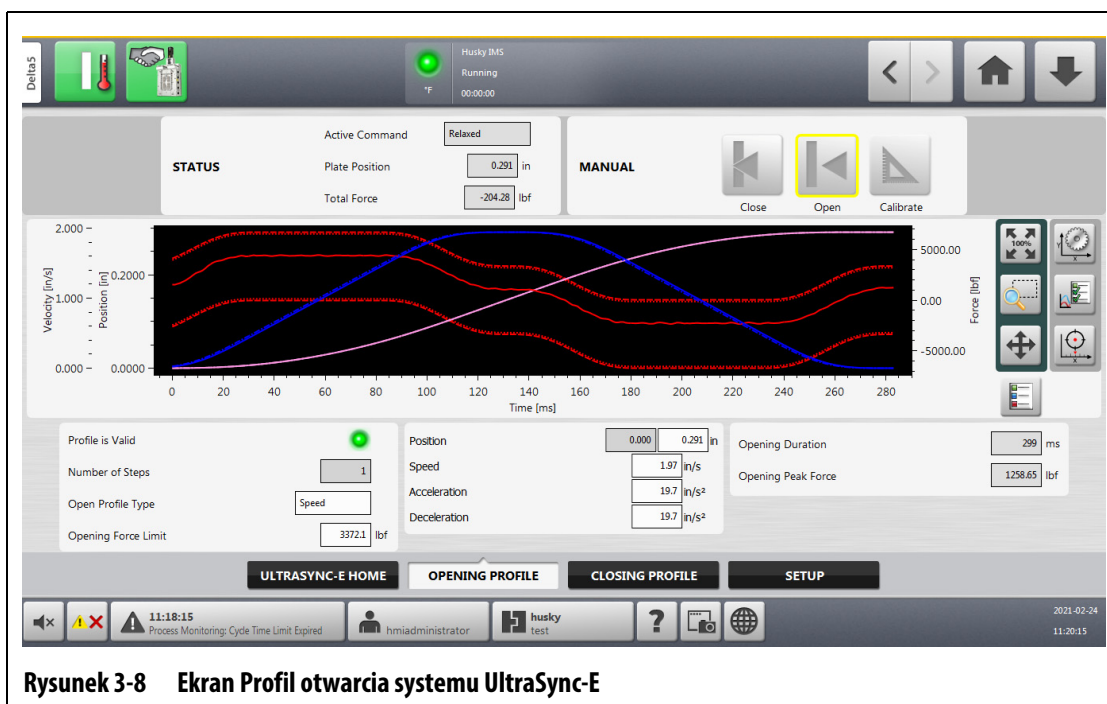 Delta5
Husky IMS
Running
°F
00:00:00
STATUS
Active Command
Relaxed
Plate Position
0.291 in
Total Force
-204.28 lbf
MANUAL
Close
Open
Calibrate
Velocity [in/s]
2.000
1.000
0.000
Position [in]
0.2000
0.0000
5000.00
0.00
-5000.00
Force [lbf]
0 20 40 60 80 100 120 140 160 180 200 220 240 260 280
Time [ms]
100%
Y
X
X
X
Profile is Valid
Number of Steps
1
Open Profile Type
Speed
Opening Force Limit
3372.1 lbf
Position
0.000 0.291 in
Speed
1.97 in/s
Acceleration
19.7 in/s²
Deceleration
19.7 in/s²
Opening Duration
299 ms
Opening Peak Force
1258.65 lbf
ULTRASYNC-E HOME
OPENING PROFILE
CLOSING PROFILE
SETUP
11:18:15
Process Monitoring: Cycle Time Limit Expired
hmiadministrator
husky
test
?
2021-02-24
11:20:15
Rysunek 3-8 Ekran Profil otwarcia systemu UltraSync-E